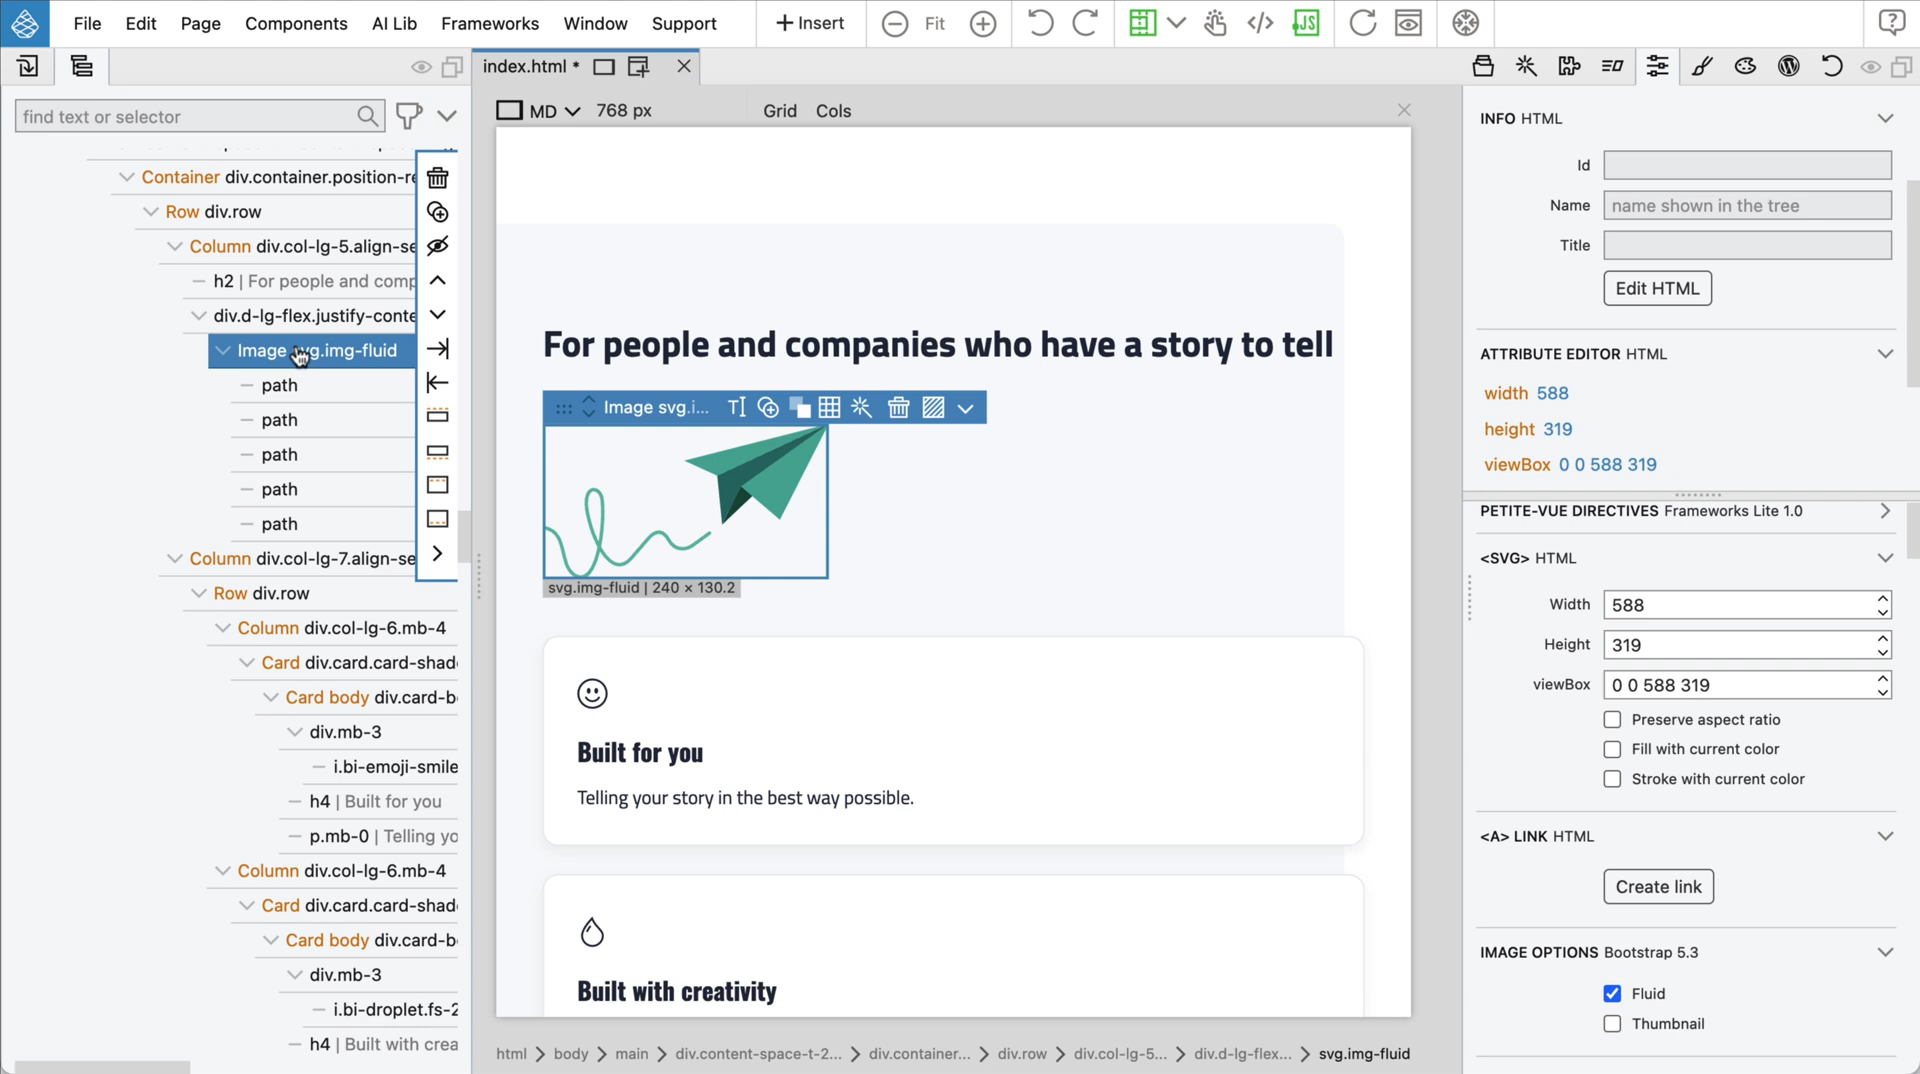 File Edit Page Components AI Lib Frameworks Window Support
Insert
Fit
JS
index.html *
find text or selector
MD 768 px Grid Cols
Container div.container.position-re
Row div.row
Column div.col-lg-5.align-se
h2 | For people and comp
div.d-lg-flex.justify-conte
Image svg.img-fluid
path
path
path
path
path
Column div.col-lg-7.align-se
Row div.row
Column div.col-lg-6.mb-4
Card div.card.card-shad
Card body div.card-b
div.mb-3
i.bi-emoji-smile
h4 | Built for you
p.mb-0 | Telling yo
Column div.col-lg-6.mb-4
Card div.card.card-shad
Card body div.card-b
div.mb-3
i.bi-droplet.fs-2
h4 | Built with crea
For people and companies who have a story to tell
Image svg.i...
svg.img-fluid | 240 × 130.2
Built for you
Telling your story in the best way possible.
Built with creativity
html body main div.content-space-t-2... div.container... div.row div.col-lg-5... div.d-lg-flex... svg.img-fluid
INFO HTML
Id
Name name shown in the tree
Title
Edit HTML
ATTRIBUTE EDITOR HTML
width 588
height 319
viewBox 0 0 588 319
PETITE-VUE DIRECTIVES Frameworks Lite 1.0
<SVG> HTML
Width 588
Height 319
viewBox 0 0 588 319
Preserve aspect ratio
Fill with current color
Stroke with current color
<A> LINK HTML
Create link
IMAGE OPTIONS Bootstrap 5.3
Fluid
Thumbnail